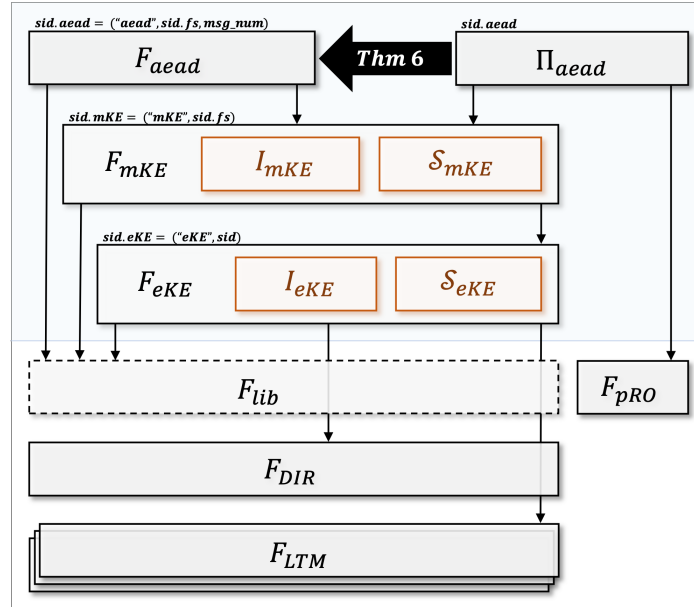 sid.aead = ("aead", sid.fs, msg_num)
sid.aead
F_aead
Thm 6
Π_aead
sid.mKE = ("mKE", sid.fs)
F_mKE
I_mKE
𝒮_mKE
sid.eKE = ("eKE", sid)
F_eKE
I_eKE
𝒮_eKE
F_lib
F_pRO
F_DIR
F_LTM